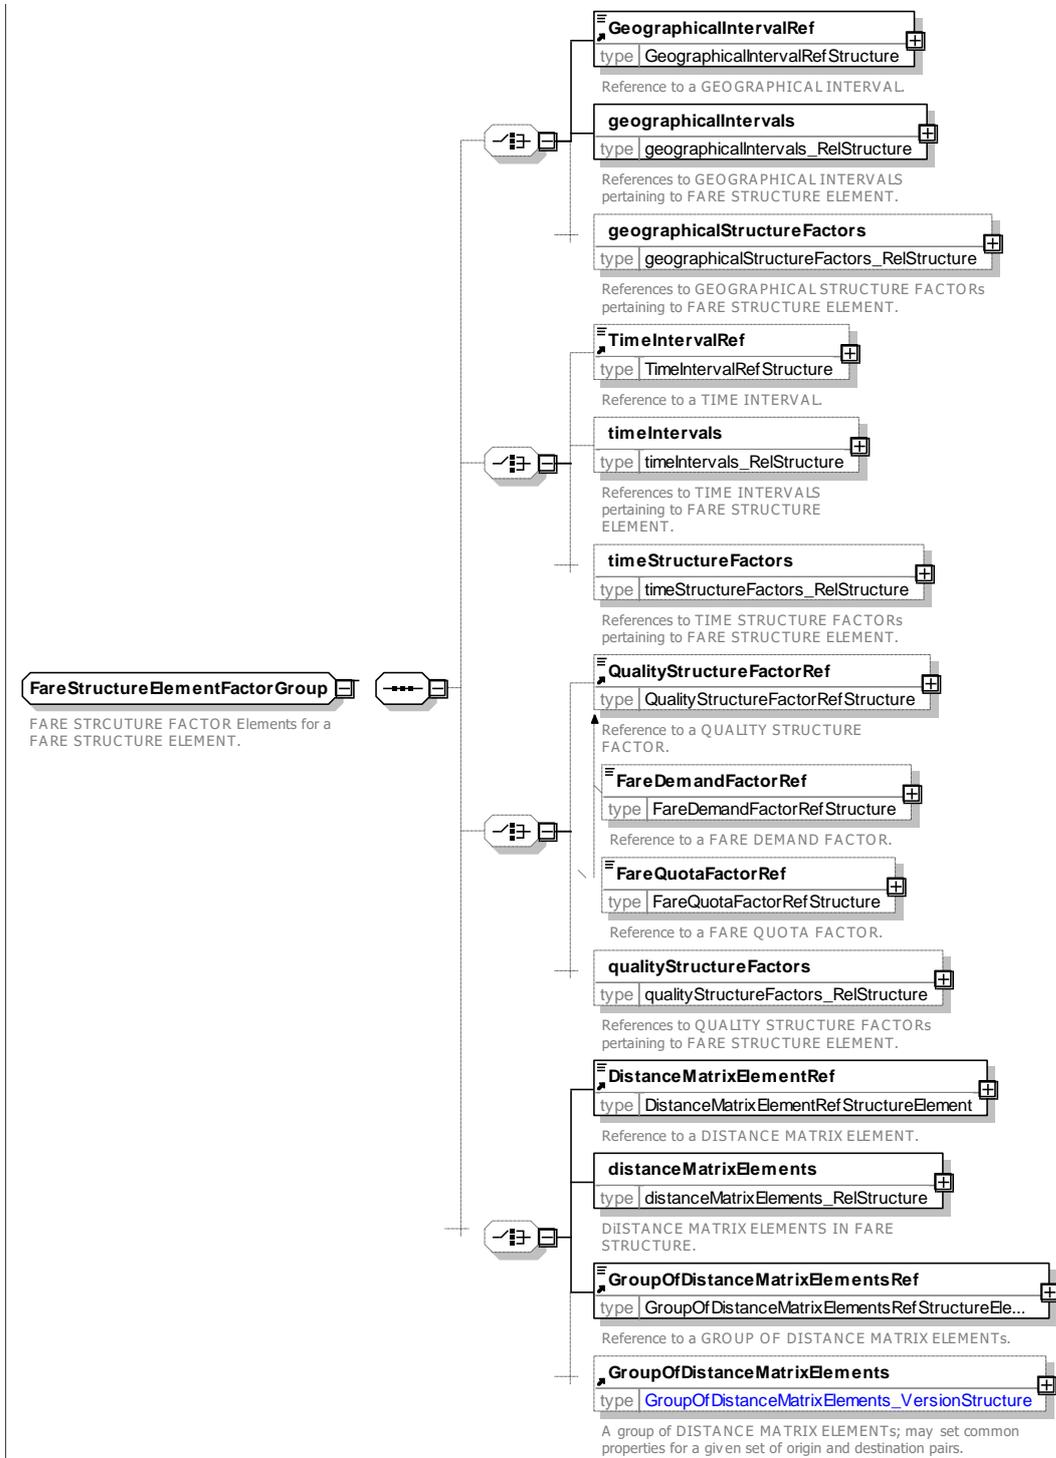 GeographicalIntervalRef
type GeographicalIntervalRefStructure
Reference to a GEOGRAPHICAL INTERVAL.
geographicalIntervals
type geographicalIntervals_RelStructure
References to GEOGRAPHICAL INTERVALS
pertaining to FARE STRUCTURE ELEMENT.
geographicalStructureFactors
type geographicalStructureFactors_RelStructure
References to GEOGRAPHICAL STRUCTURE FACTORs
pertaining to FARE STRUCTURE ELEMENT.
TimeIntervalRef
type TimeIntervalRefStructure
Reference to a TIME INTERVAL.
timeIntervals
type timeIntervals_RelStructure
References to TIME INTERVALS
pertaining to FARE STRUCTURE
ELEMENT.
timeStructureFactors
type timeStructureFactors_RelStructure
References to TIME STRUCTURE FACTORs
pertaining to FARE STRUCTURE ELEMENT.
FareStructureElementFactorGroup
FARE STRCUTURE FACTOR Elements for a
FARE STRUCTURE ELEMENT.
QualityStructureFactorRef
type QualityStructureFactorRefStructure
Reference to a QUALITY STRUCTURE
FACTOR.
FareDemandFactorRef
type FareDemandFactorRefStructure
Reference to a FARE DEMAND FACTOR.
FareQuotaFactorRef
type FareQuotaFactorRefStructure
Reference to a FARE QUOTA FACTOR.
qualityStructureFactors
type qualityStructureFactors_RelStructure
References to QUALITY STRUCTURE FACTORs
pertaining to FARE STRUCTURE ELEMENT.
DistanceMatrixElementRef
type DistanceMatrixElementRefStructureElement
Reference to a DISTANCE MATRIX ELEMENT.
distanceMatrixElements
type distanceMatrixElements_RelStructure
DiISTANCE MATRIX ELEMENTS IN FARE
STRUCTURE.
GroupOfDistanceMatrixElementsRef
type GroupOfDistanceMatrixElementsRefStructureEle...
Reference to a GROUP OF DISTANCE MATRIX ELEMENTs.
GroupOfDistanceMatrixElements
type GroupOfDistanceMatrixElements_VersionStructure
A group of DISTANCE MATRIX ELEMENTs; may set common
properties for a given set of origin and destination pairs.